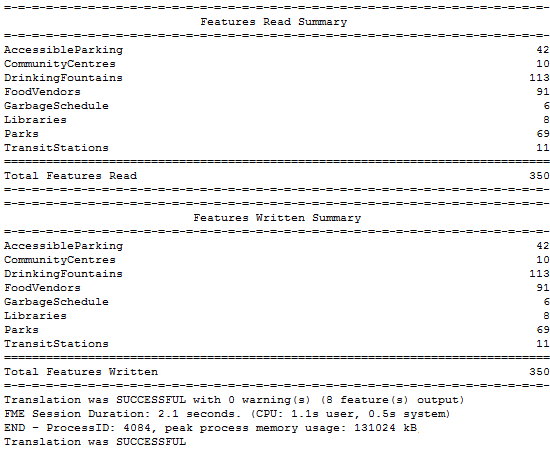 =-=-=-=-=-=-=-=-=-=-=-=-=-=-=-=-=-=-=-=-=-=-=-=-=-=-=-=-=-=-=-=-=-=-=-=-=-=-
Features Read Summary
=-=-=-=-=-=-=-=-=-=-=-=-=-=-=-=-=-=-=-=-=-=-=-=-=-=-=-=-=-=-=-=-=-=-=-=-=-=-
AccessibleParking 42
CommunityCentres 10
DrinkingFountains 113
FoodVendors 91
GarbageSchedule 6
Libraries 8
Parks 69
TransitStations 11
==============================================================================
Total Features Read 350
=-=-=-=-=-=-=-=-=-=-=-=-=-=-=-=-=-=-=-=-=-=-=-=-=-=-=-=-=-=-=-=-=-=-=-=-=-=-
=-=-=-=-=-=-=-=-=-=-=-=-=-=-=-=-=-=-=-=-=-=-=-=-=-=-=-=-=-=-=-=-=-=-=-=-=-=-
Features Written Summary
=-=-=-=-=-=-=-=-=-=-=-=-=-=-=-=-=-=-=-=-=-=-=-=-=-=-=-=-=-=-=-=-=-=-=-=-=-=-
AccessibleParking 42
CommunityCentres 10
DrinkingFountains 113
FoodVendors 91
GarbageSchedule 6
Libraries 8
Parks 69
TransitStations 11
==============================================================================
Total Features Written 350
=-=-=-=-=-=-=-=-=-=-=-=-=-=-=-=-=-=-=-=-=-=-=-=-=-=-=-=-=-=-=-=-=-=-=-=-=-=-
Translation was SUCCESSFUL with 0 warning(s) (8 feature(s) output)
FME Session Duration: 2.1 seconds. (CPU: 1.1s user, 0.5s system)
END - ProcessID: 4084, peak process memory usage: 131024 kB
Translation was SUCCESSFUL